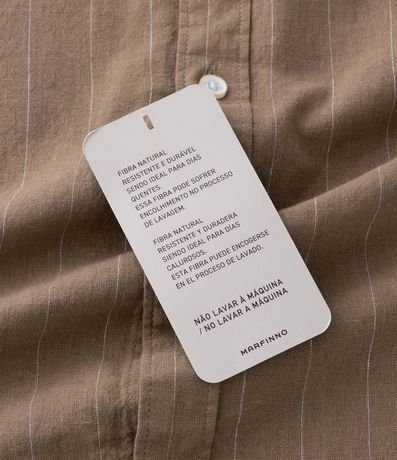 FIBRA NATURAL
RESISTENTE E DURÁVEL
SENDO IDEAL PARA DIAS
QUENTES.
ESSA FIBRA PODE SOFRER
ENCOLHIMENTO NO PROCESSO
DE LAVAGEM.
FIBRA NATURAL
RESISTENTE Y DURADERA
SIENDO IDEAL PARA DÍAS
CALUROSOS.
ESTA FIBRA PUEDE ENCOGERSE
EN EL PROCESO DE LAVADO.
NÃO LAVAR À MÁQUINA
/ NO LAVAR A MÁQUINA
MARFINNO